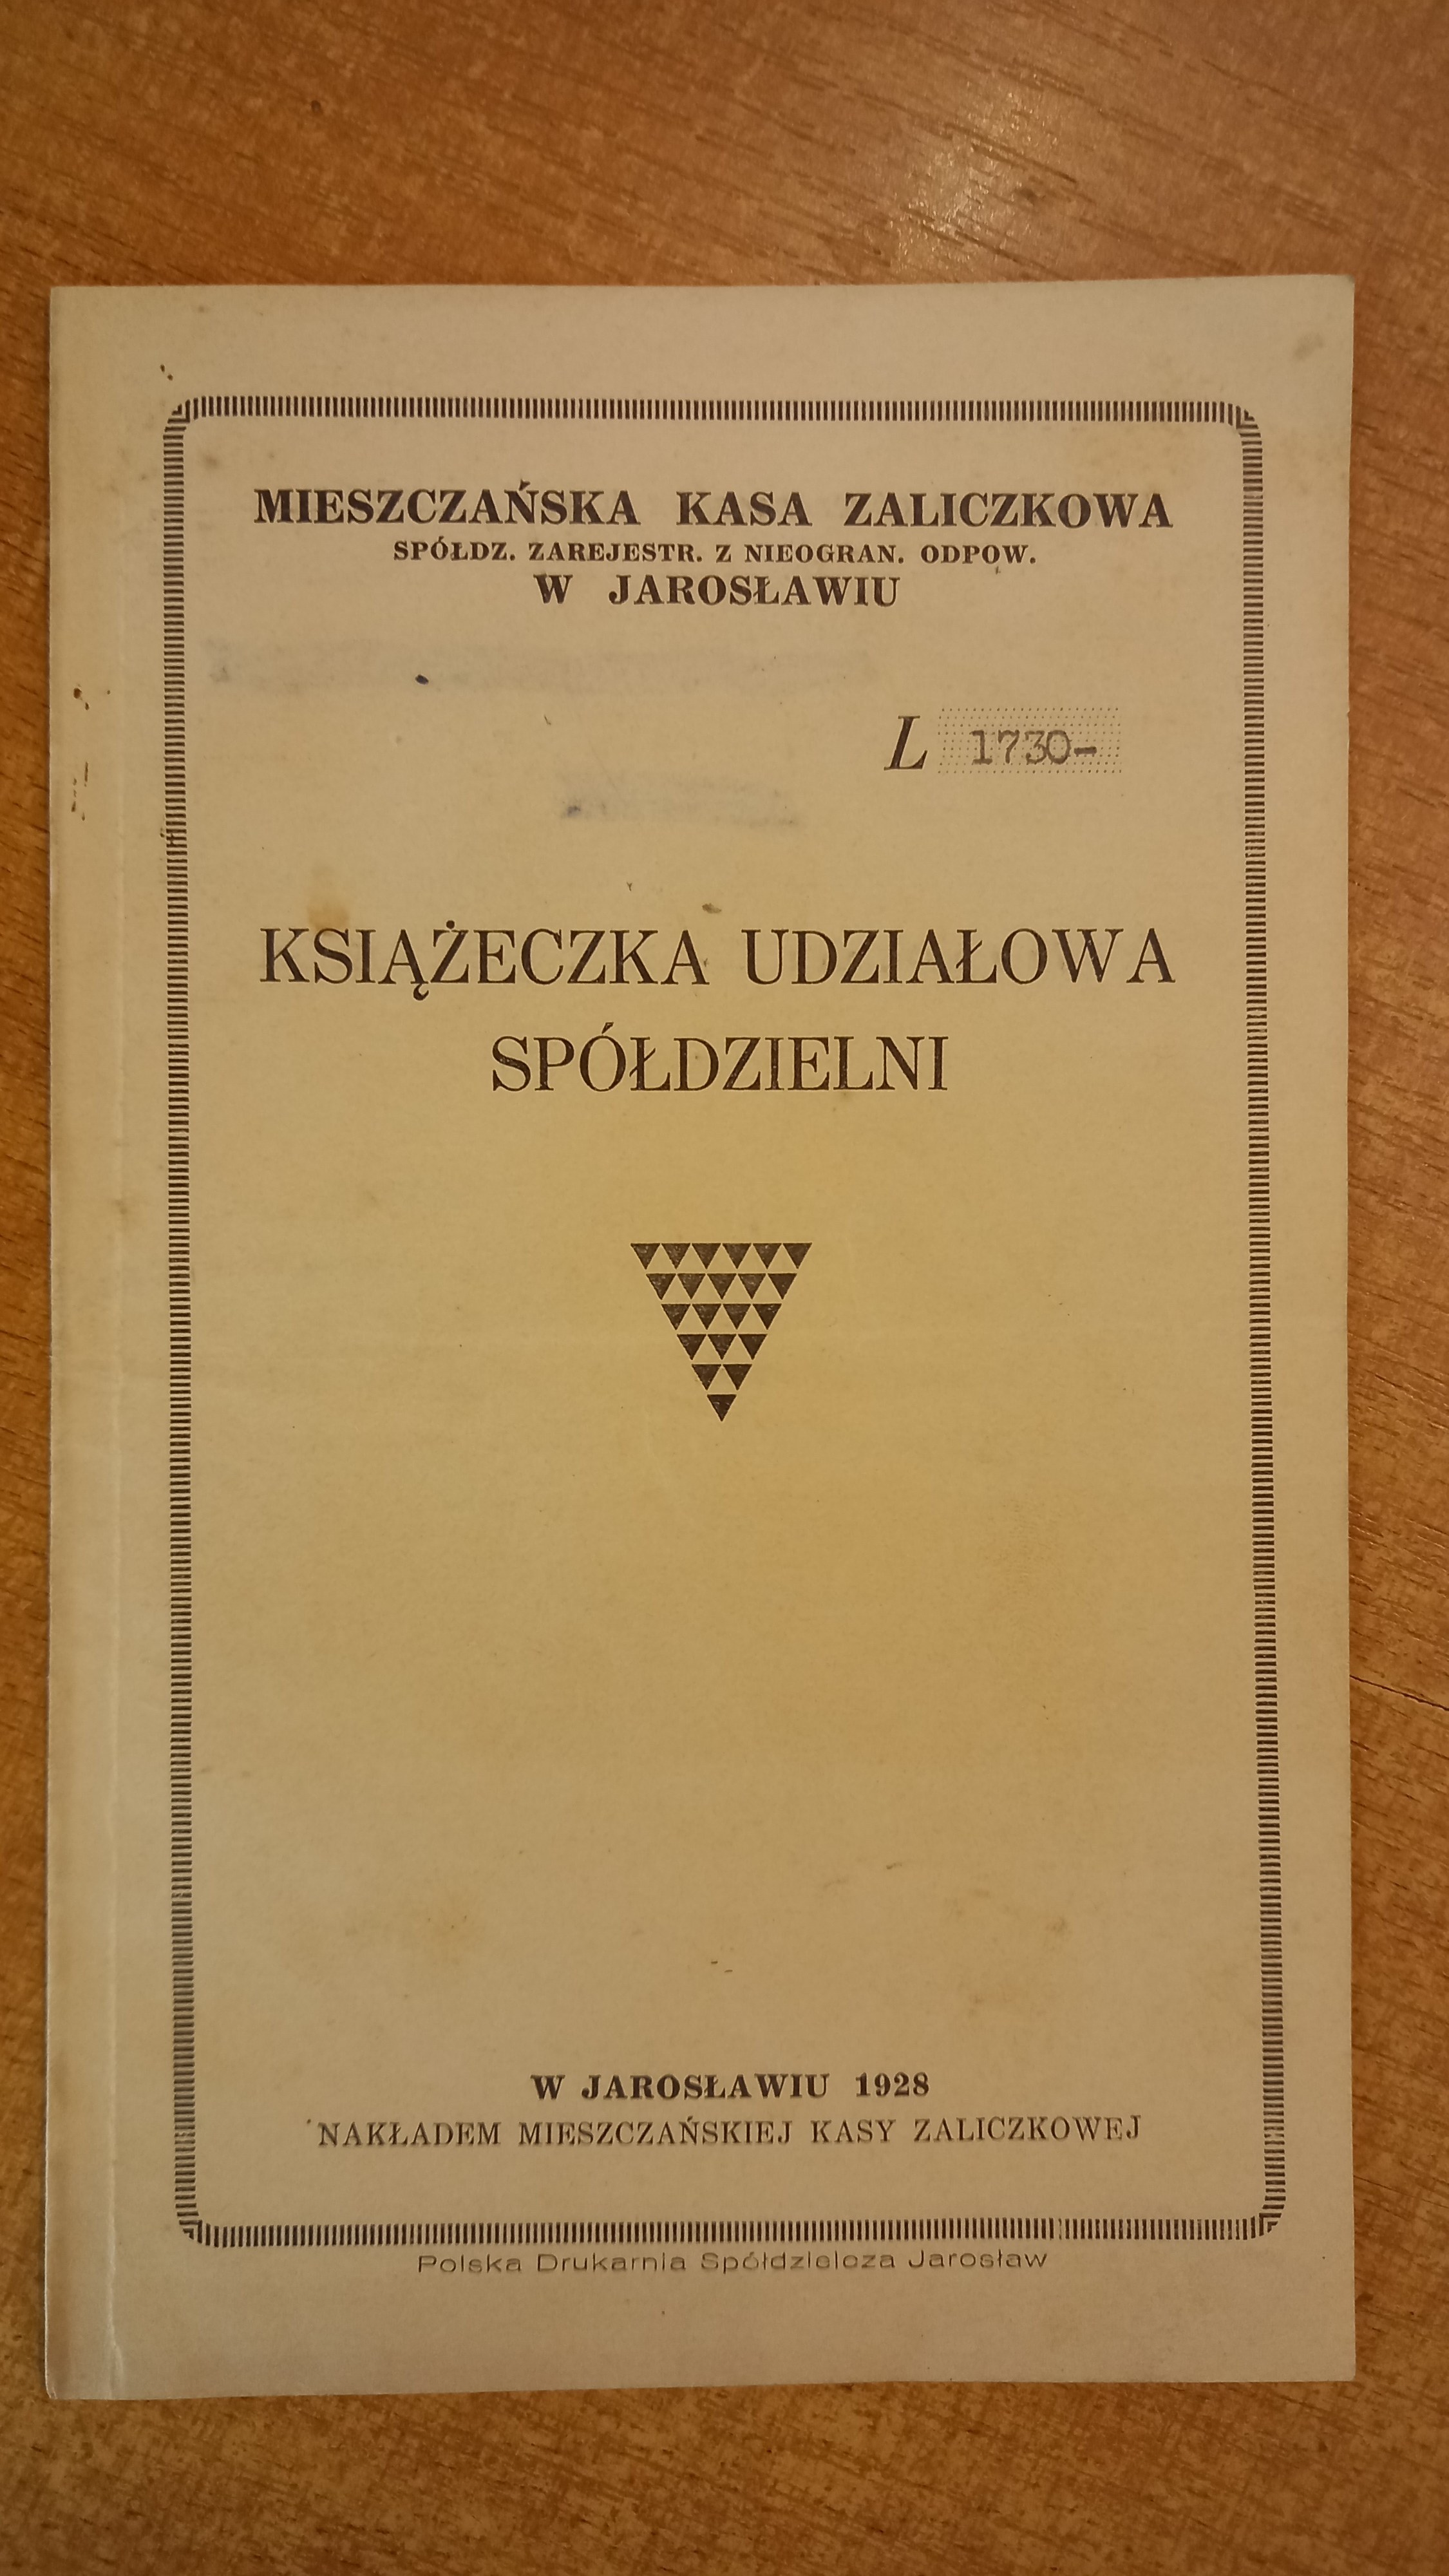 MIESZCZAŃSKA KASA ZALICZKOWA
SPÓŁDZ. ZAREJESTR. Z NIEOGRAN. ODPOW.
W JAROSŁAWIU
L 1730-
KSIĄŻECZKA UDZIAŁOWA
SPÓŁDZIELNI
W JAROSŁAWIU 1928
NAKŁADEM MIESZCZAŃSKIEJ KASY ZALICZKOWEJ
Polska Drukarnia Spółdzielcza Jarosław